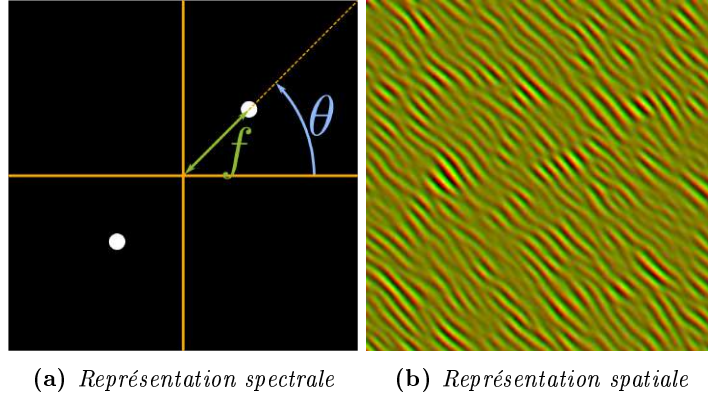 θ
f
(a) Représentation spectrale
(b) Représentation spatiale